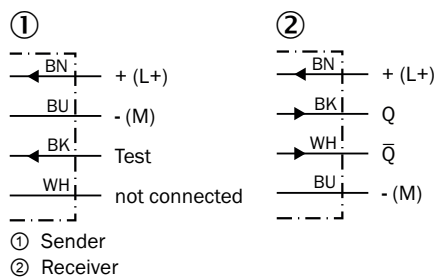 ①
BN + (L+)
BU - (M)
BK Test
WH not connected
②
BN + (L+)
BK Q
WH Q̅
BU - (M)
① Sender
② Receiver